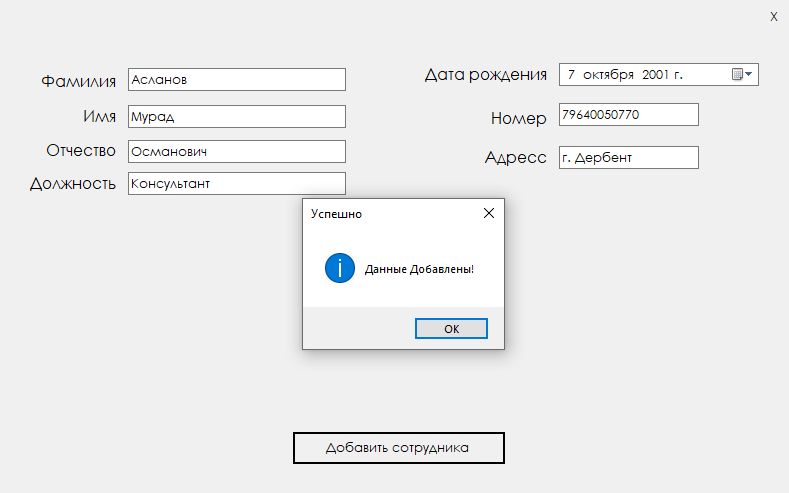 X
Фамилия Асланов
Имя Мурад
Отчество Османович
Должность Консультант
Дата рождения 7 октября 2001 г.
Номер 79640050770
Адресс г. Дербент
Успешно
Данные Добавлены!
OK
Добавить сотрудника